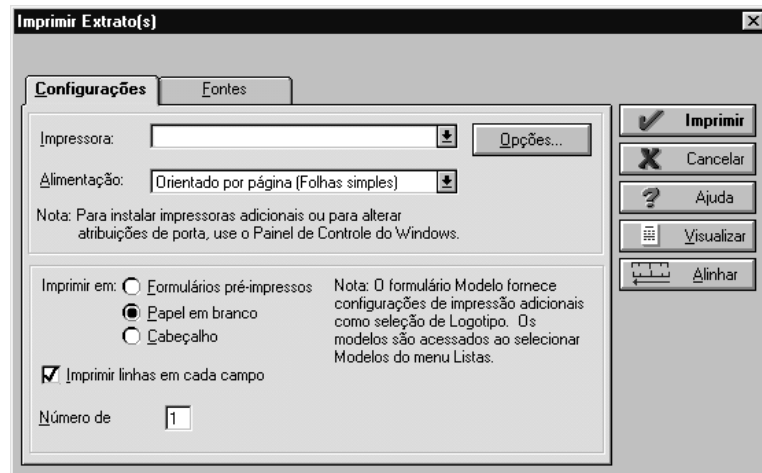 Imprimir Extrato(s)
Configurações
Fontes
Impressora:
Opções...
Alimentação:
Orientado por página (Folhas simples)
Nota: Para instalar impressoras adicionais ou para alterar
atribuições de porta, use o Painel de Controle do Windows.
Imprimir em:
Formulários pré-impressos
Papel em branco
Cabeçalho
Imprimir linhas em cada campo
Número de
1
Nota: O formulário Modelo fornece
configurações de impressão adicionais
como seleção de Logotipo. Os
modelos são acessados ao selecionar
Modelos do menu Listas.
Imprimir
Cancelar
Ajuda
Visualizar
Alinhar